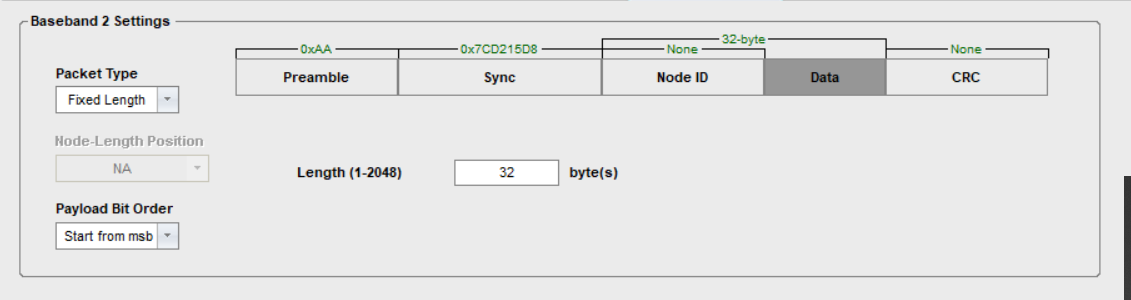 Baseband 2 Settings
32-byte
0xAA 0x7CD215D8 None None
Packet Type
Preamble Sync Node ID Data CRC
Fixed Length
Node-Length Position
NA
Length (1-2048) 32 byte(s)
Payload Bit Order
Start from msb